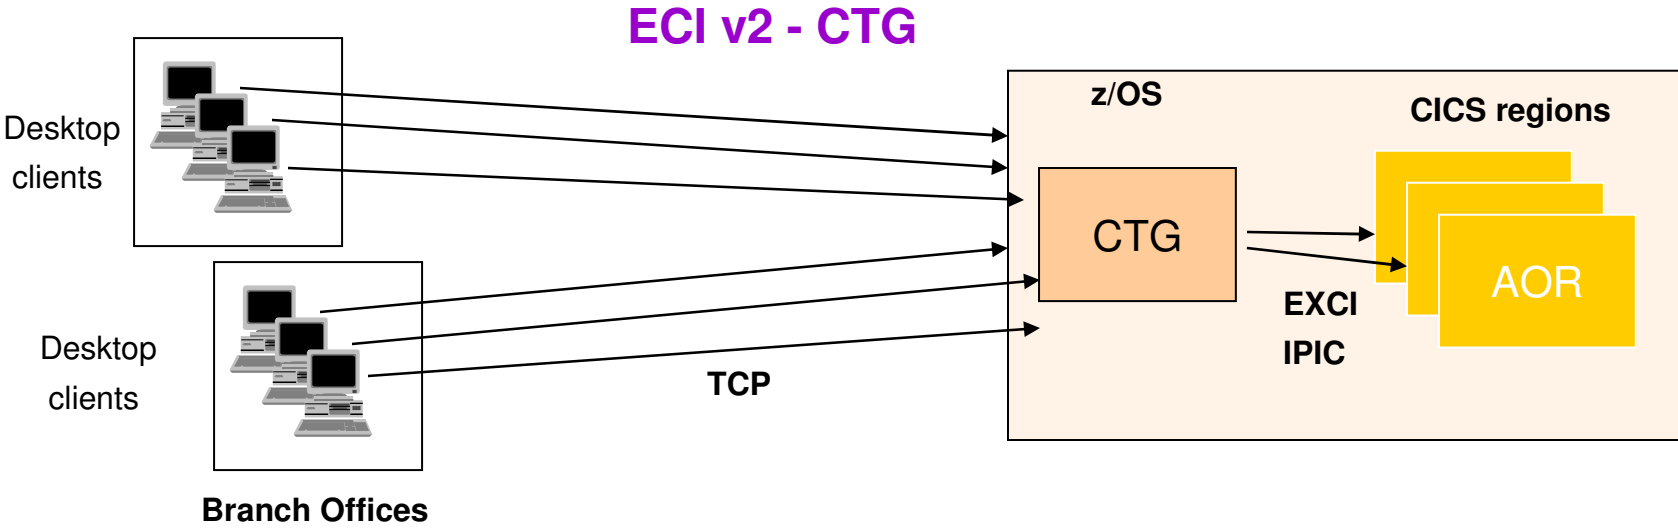 ECI v2 - CTG
Desktop
clients
z/OS
CICS regions
CTG
AOR
EXCI
IPIC
Desktop
clients
TCP
Branch Offices